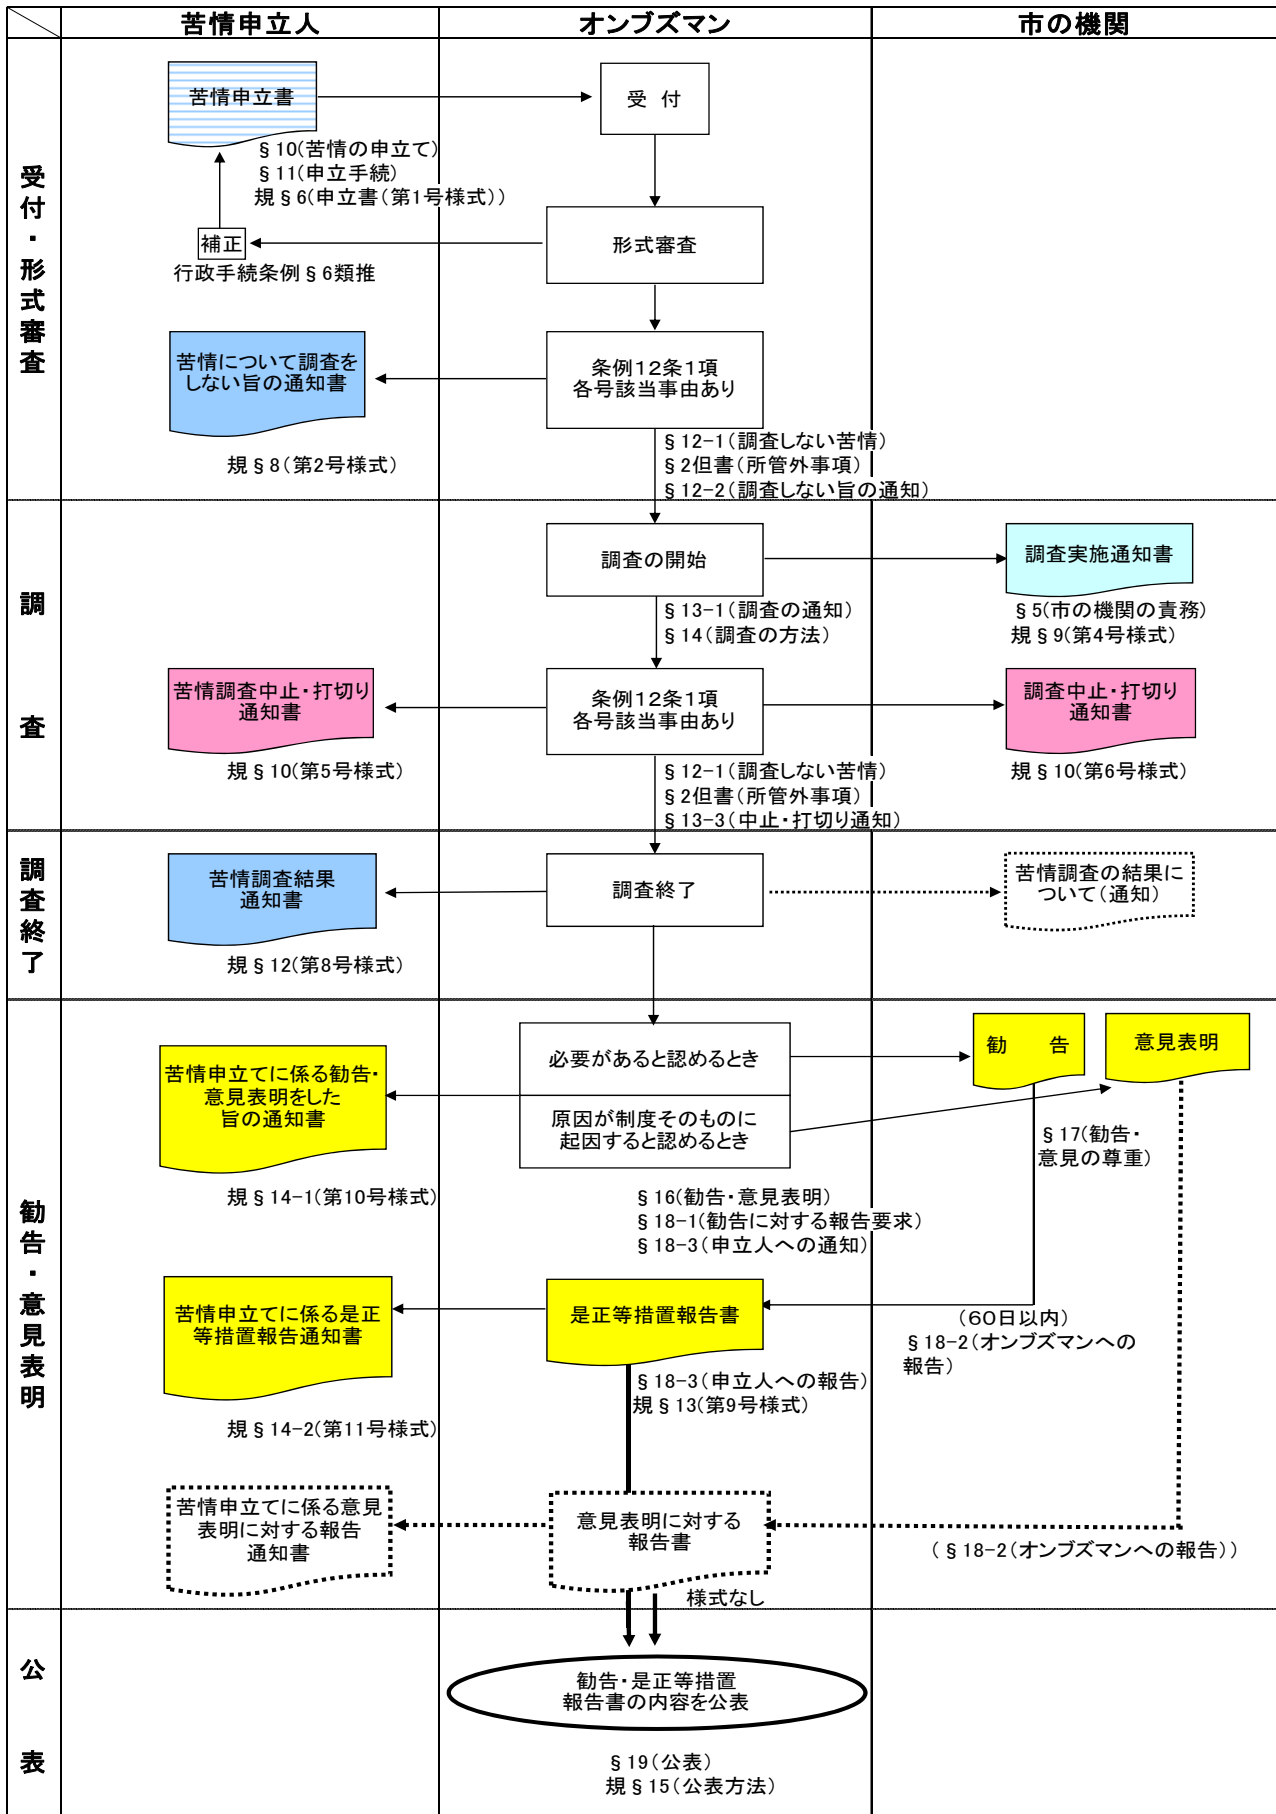 苦情申立人
オンブズマン
市の機関
受付・形式審査
苦情申立書
受 付
§10(苦情の申立て)
§11(申立手続)
規§6(申立書(第1号様式))
補正
行政手続条例§6類推
形式審査
苦情について調査を
しない旨の通知書
規§8(第2号様式)
条例12条1項
各号該当事由あり
§12-1(調査しない苦情)
§2但書(所管外事項)
§12-2(調査しない旨の通知)
調査
調査の開始
調査実施通知書
§13-1(調査の通知)
§14(調査の方法)
§5(市の機関の責務)
規§9(第4号様式)
苦情調査中止・打切り
通知書
規§10(第5号様式)
条例12条1項
各号該当事由あり
調査中止・打切り
通知書
規§10(第6号様式)
§12-1(調査しない苦情)
§2但書(所管外事項)
§13-3(中止・打切り通知)
調査終了
苦情調査結果
通知書
規§12(第8号様式)
調査終了
苦情調査の結果に
ついて(通知)
勧告・意見表明
必要があると認めるとき
原因が制度そのものに
起因すると認めるとき
勧 告
意見表明
苦情申立てに係る勧告・
意見表明をした
旨の通知書
規§14-1(第10号様式)
§17(勧告・
意見の尊重)
§16(勧告・意見表明)
§18-1(勧告に対する報告要求)
§18-3(申立人への通知)
苦情申立てに係る是正
等措置報告通知書
規§14-2(第11号様式)
是正等措置報告書
(60日以内)
§18-2(オンブズマンへの
報告)
§18-3(申立人への報告)
規§13(第9号様式)
苦情申立てに係る意見
表明に対する報告
通知書
意見表明に対する
報告書
様式なし
(§18-2(オンブズマンへの報告))
公表
勧告・是正等措置
報告書の内容を公表
§19(公表)
規§15(公表方法)